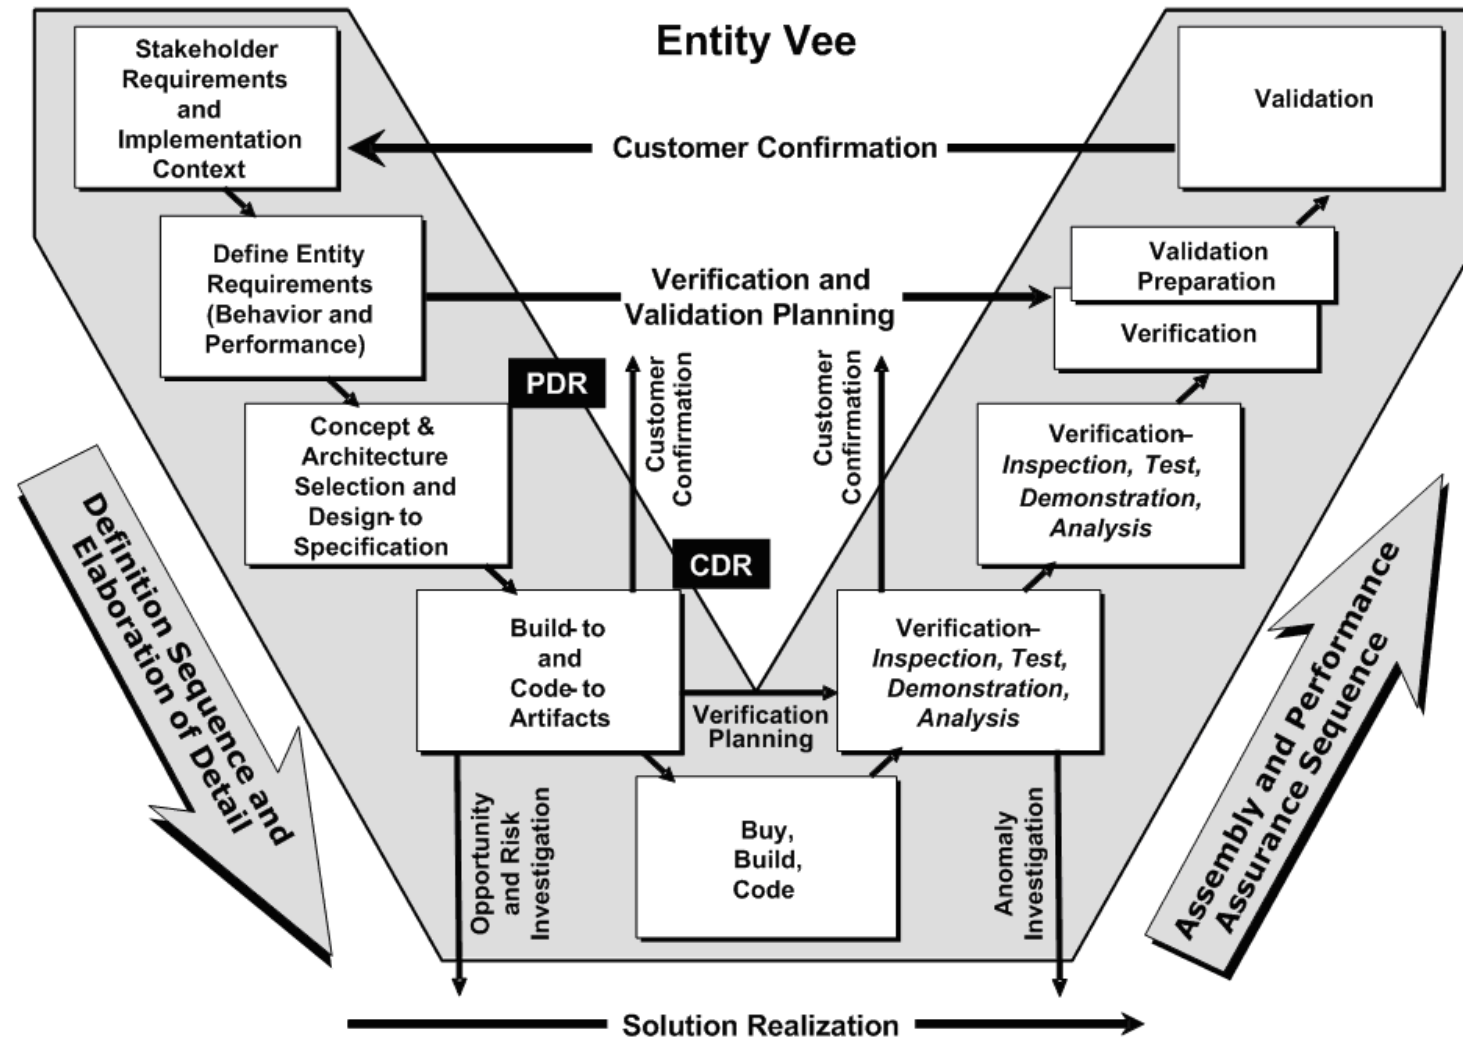 Entity Vee
Stakeholder
Requirements
and
Implementation
Context
Validation
Customer Confirmation
Define Entity
Requirements
(Behavior and
Performance)
Verification and
Validation Planning
Validation
Preparation
Verification
PDR
Customer
Confirmation
Customer
Confirmation
Concept &
Architecture
Selection and
Design-to
Specification
Verification–
Inspection, Test,
Demonstration,
Analysis
CDR
Build-to
and
Code-to
Artifacts
Verification
Planning
Verification–
Inspection, Test,
Demonstration,
Analysis
Buy,
Build,
Code
Opportunity
and Risk
Investigation
Anomaly
Investigation
Definition Sequence and
Elaboration of Detail
Assembly and Performance
Assurance Sequence
Solution Realization